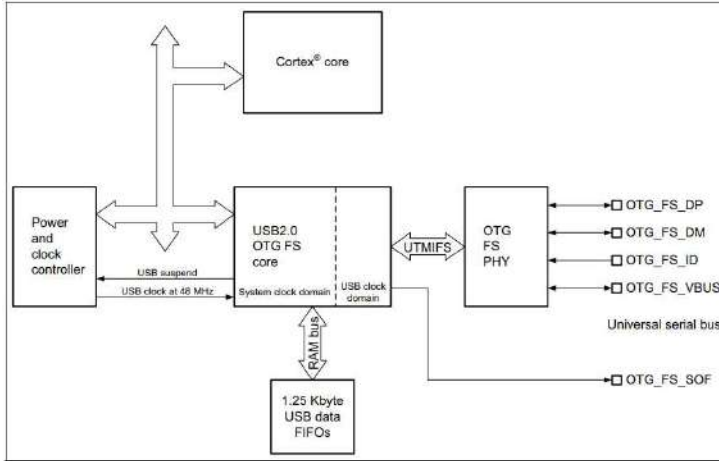 Cortex® core
Power
and
clock
controller
USB2.0
OTG FS
core
UTMIFS
OTG
FS
PHY
OTG_FS_DP
OTG_FS_DM
OTG_FS_ID
OTG_FS_VBUS
USB suspend
USB clock at 48 MHz
System clock domain
USB clock
domain
Universal serial bus
RAM bus
OTG_FS_SOF
1.25 Kbyte
USB data
FIFOs